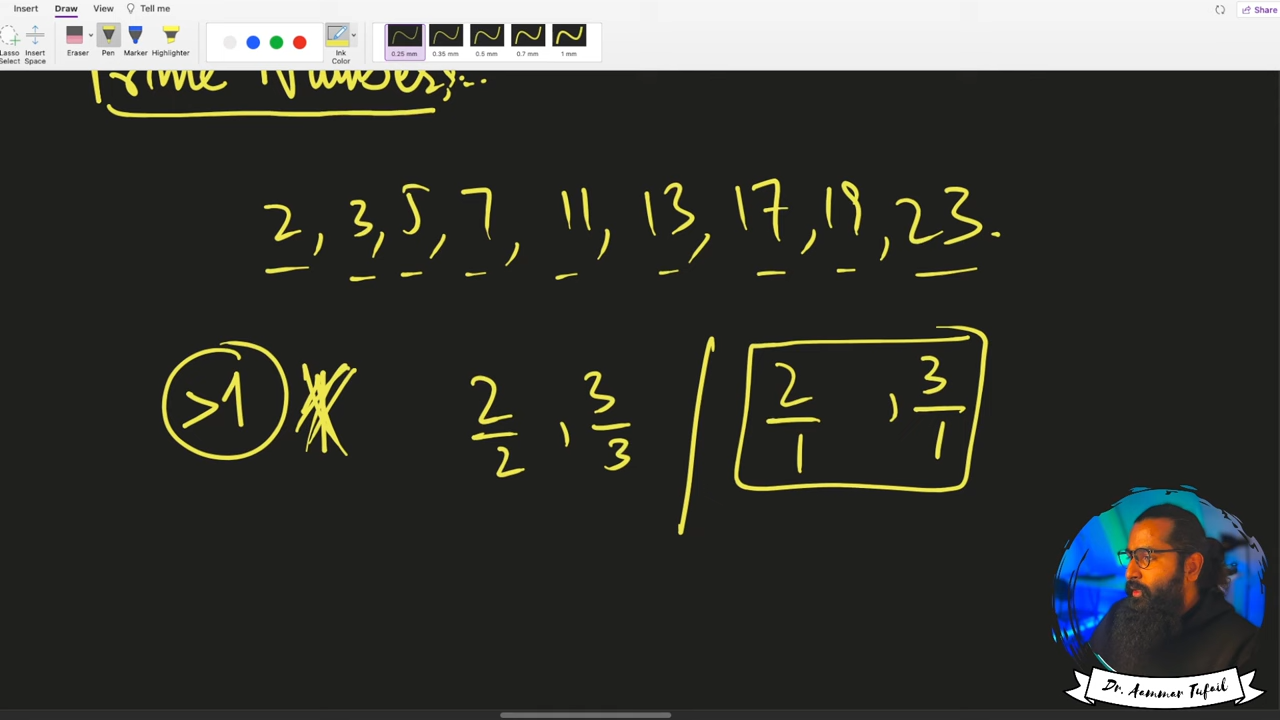 Insert Draw View Tell me Share
Lasso Select Insert Space Eraser Pen Marker Highlighter Ink Color 0.25 mm 0.35 mm 0.5 mm 0.7 mm 1 mm
Prime Numbers,..
2, 3, 5, 7, 11, 13, 17, 19, 23.
>1 2/2 , 3/3 / 2/1 , 3/1
Dr. Aammar Tufail